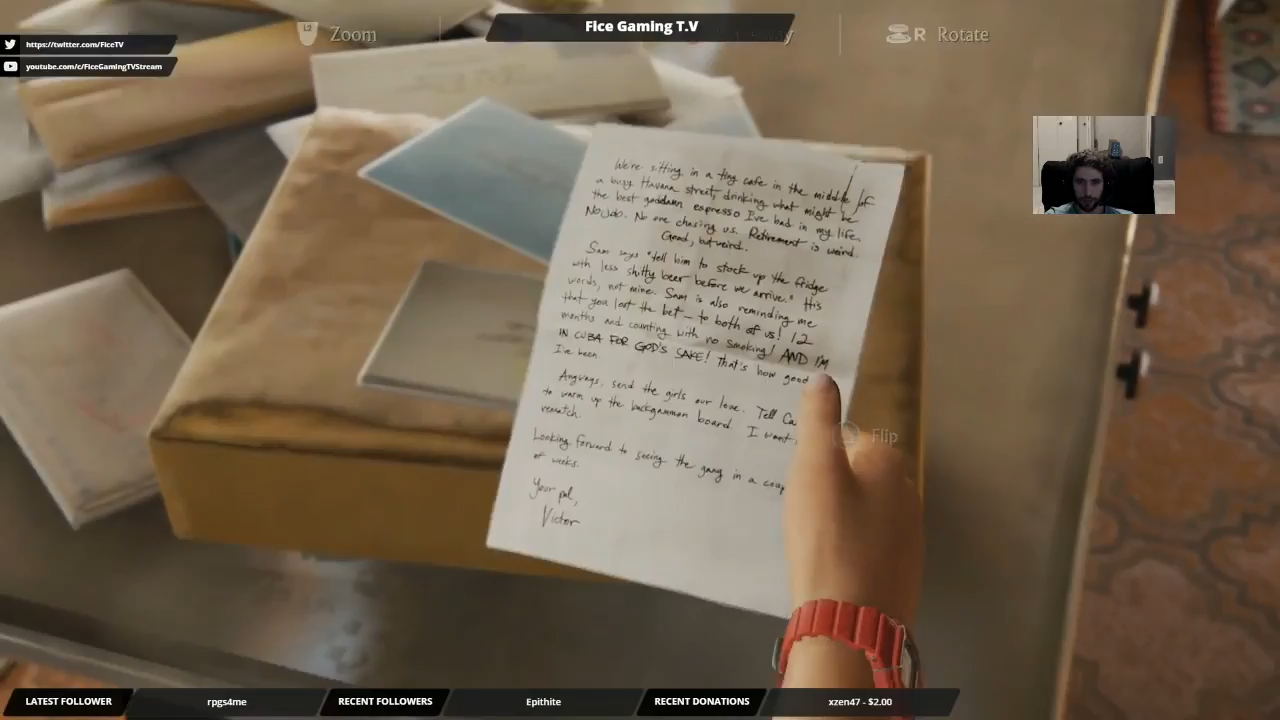 Zoom
Fice Gaming T.V
Rotate
https://twitter.com/FiceTV
youtube.com/c/FiceGamingTVStream
We're sitting in a tiny cafe in the middle of
a busy Havana street, drinking what might be
the best goddamn espresso I've had in my life.
No job. No one chasing us. Retirement is weird.
Good, but weird.
Sam says "tell him to stock up the fridge
with less shitty beer before we arrive." His
words, not mine. Sam is also reminding me
that you lost the bet – to both of us! 12
months and counting with no smoking! AND I'M
IN CUBA FOR GOD'S SAKE! That's how good
I've been.
Anyways, send the girls our love. Tell Ca
to warm up the backgammon board. I want
rematch.
Looking forward to seeing the gang in a coup
of weeks.
Your pal,
Victor
Flip
LATEST FOLLOWER
rpgs4me
RECENT FOLLOWERS
Epithite
RECENT DONATIONS
xzen47 - $2.00